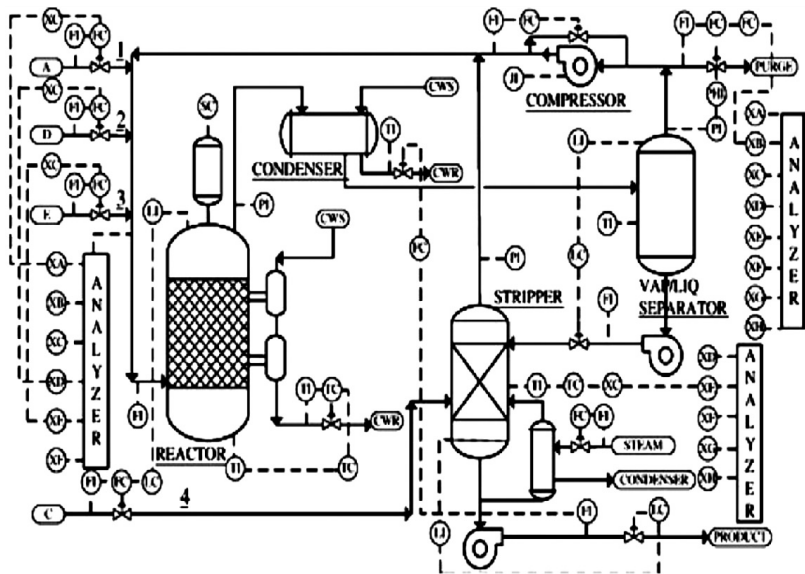 XC FI FC 1
A
XC FI FC 2
D
XC FI FC 3
E
SC
LI
PI
CONDENSER
CWS
TI
CWR
CWS
FI FC
JI
COMPRESSOR
FI FC FC
PURGE
PHI
PI
LI
TI
LC
FC
PI
VAP/LIQ
SEPARATOR
STRIPPER
FI
XA
XB
XC
XD
XE
XF
XG
XH
ANALYZER
XA
XB
XC
XD
XE
XF
ANALYZER
FI
REACTOR
TI
TI TC
TC
CWR
TI TC XC
FC FI
STEAM
CONDENSER
XD
XE
XF
XG
XH
ANALYZER
FI FC LC
C
4
LI
FI
LC
PRODUCT